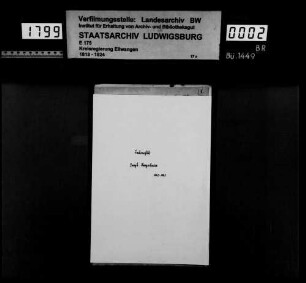 1799
Verfilmungsstelle: Landesarchiv BW
Institut für Erhaltung von Archiv- und Bibliotheksgut
STAATSARCHIV LUDWIGSBURG
E 175
Kreisregierung Ellwangen
1818 - 1924
0002
BR
Bü 1449